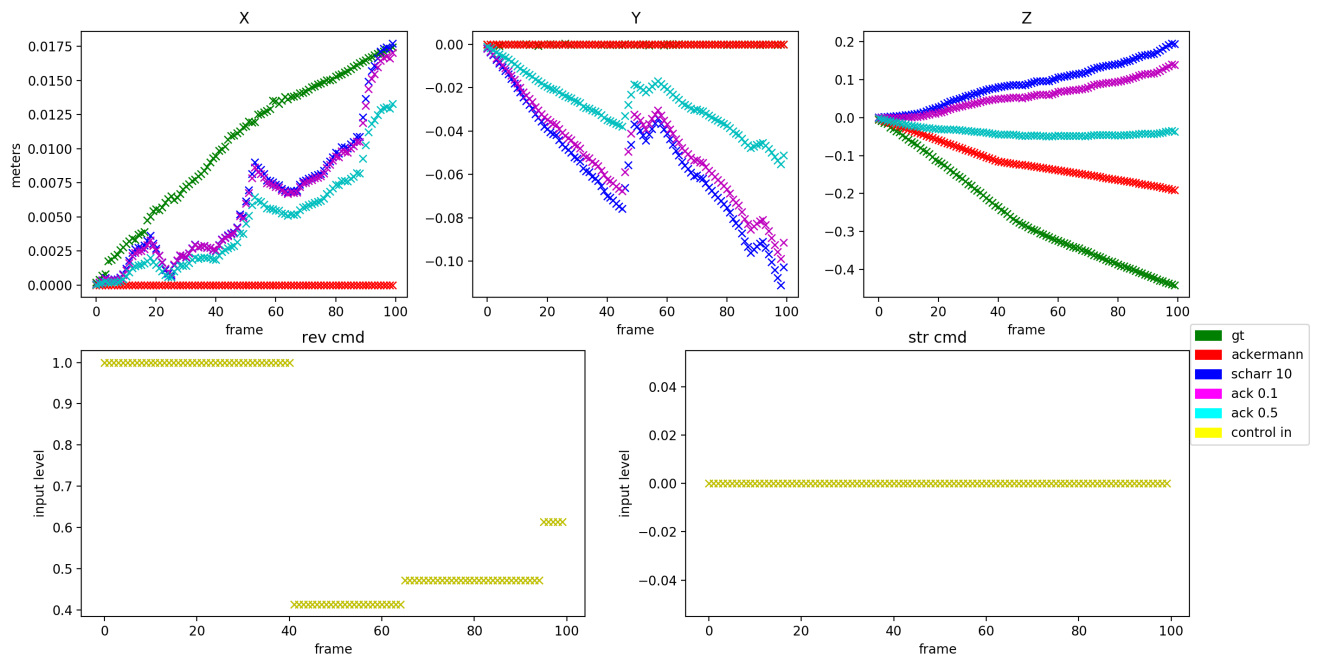 X
Y
Z
0.0175
0.0150
0.0125
0.0100
0.0075
0.0050
0.0025
0.0000
meters
0 20 40 60 80 100
frame
0.00
−0.02
−0.04
−0.06
−0.08
−0.10
0 20 40 60 80 100
frame
0.2
0.1
0.0
−0.1
−0.2
−0.3
−0.4
0 20 40 60 80 100
frame
rev cmd
1.0
0.9
0.8
0.7
0.6
0.5
0.4
input level
0 20 40 60 80 100
frame
str cmd
0.04
0.02
0.00
−0.02
−0.04
input level
0 20 40 60 80 100
frame
gt
ackermann
scharr 10
ack 0.1
ack 0.5
control in